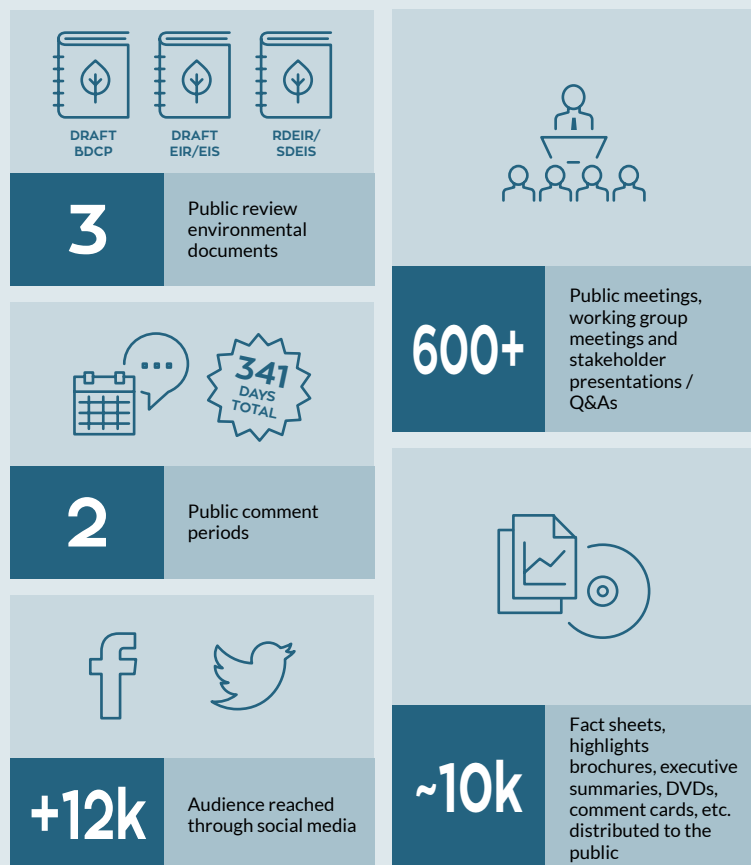 DRAFT
BDCP
DRAFT
EIR/EIS
RDEIR/
SDEIS
3
Public review
environmental
documents
341
DAYS
TOTAL
2
Public comment
periods
+12k
Audience reached
through social media
600+
Public meetings,
working group
meetings and
stakeholder
presentations /
Q&As
~10k
Fact sheets,
highlights
brochures, executive
summaries, DVDs,
comment cards, etc.
distributed to the
public